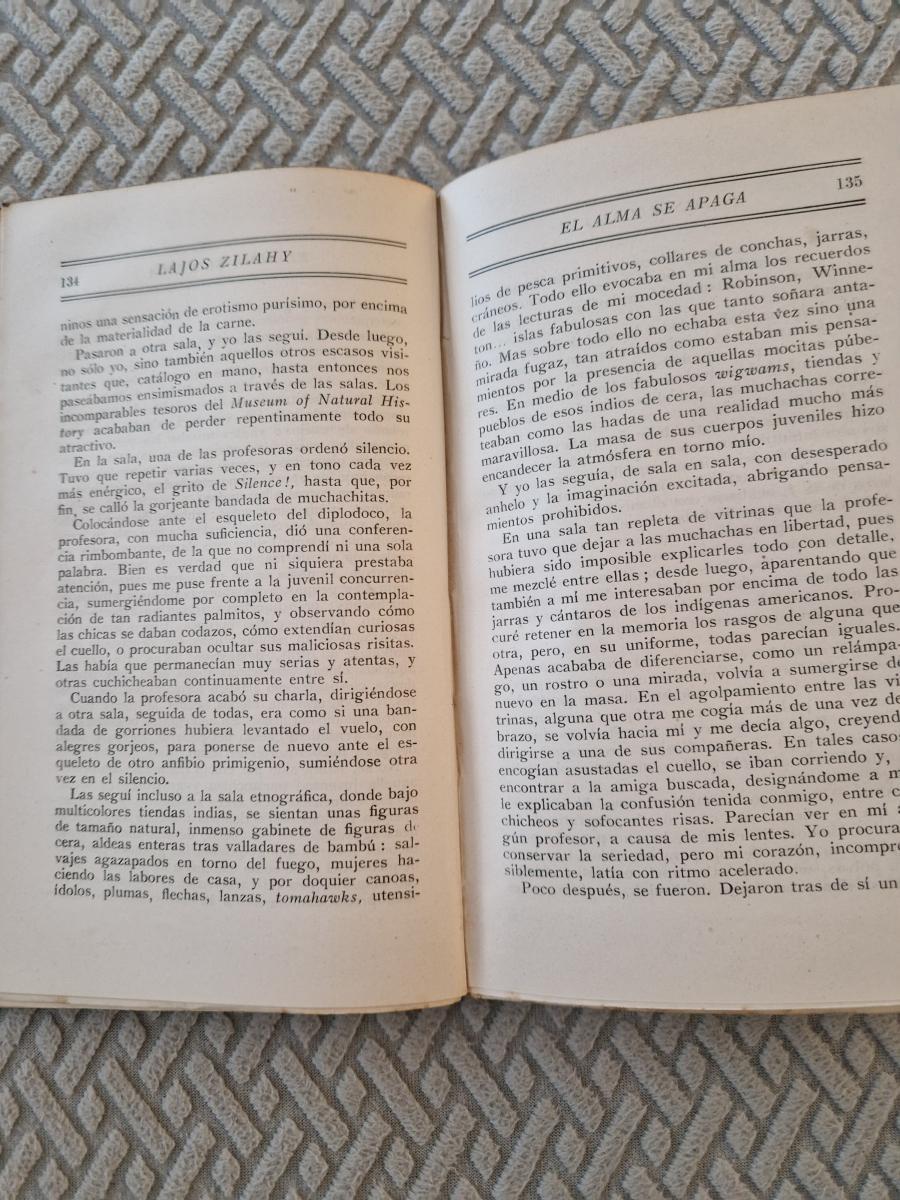 134 LAJOS ZILAHY
ninos una sensación de erotismo purísimo, por encima
de la materialidad de la carne.
Pasaron a otra sala, y yo las seguí. Desde luego,
no sólo yo, sino también aquellos otros escasos visi-
tantes que, catálogo en mano, hasta entonces nos
paseábamos ensimismados a través de las salas. Los
incomparables tesoros del Museum of Natural His-
tory acababan de perder repentinamente todo su
atractivo.
En la sala, una de las profesoras ordenó silencio.
Tuvo que repetir varias veces, y en tono cada vez
más enérgico, el grito de Silence!, hasta que, por
fin, se calló la gorjeante bandada de muchachitas.
Colocándose ante el esqueleto del diplodoco, la
profesora, con mucha suficiencia, dió una conferen-
cia rimbombante, de la que no comprendí ni una sola
palabra. Bien es verdad que ni siquiera prestaba
atención, pues me puse frente a la juvenil concurren-
cia, sumergiéndome por completo en la contempla-
ción de tan radiantes palmitos, y observando cómo
las chicas se daban codazos, cómo extendían curiosas
el cuello, o procuraban ocultar sus maliciosas risitas.
Las había que permanecían muy serias y atentas, y
otras cuchicheaban continuamente entre sí.
Cuando la profesora acabó su charla, dirigiéndose
a otra sala, seguida de todas, era como si una ban-
dada de gorriones hubiera levantado el vuelo, con
alegres gorjeos, para ponerse de nuevo ante el es-
queleto de otro anfibio primigenio, sumiéndose otra
vez en el silencio.
Las seguí incluso a la sala etnográfica, donde bajo
multicolores tiendas indias, se sientan unas figuras
de tamaño natural, inmenso gabinete de figuras de
cera, aldeas enteras tras valladares de bambú : sal-
vajes agazapados en torno del fuego, mujeres ha-
ciendo las labores de casa, y por doquier canoas,
ídolos, plumas, flechas, lanzas, tomahawks, utensi-
EL ALMA SE APAGA 135
lios de pesca primitivos, collares de conchas, jarras,
cráneos. Todo ello evocaba en mi alma los recuerdos
de las lecturas de mi mocedad : Robinson, Winne-
ton... islas fabulosas con las que tanto soñara anta-
ño. Mas sobre todo ello no echaba esta vez sino una
mirada fugaz, tan atraídos como estaban mis pensa-
mientos por la presencia de aquellas mocitas púbe-
res. En medio de los fabulosos wigwams, tiendas y
pueblos de esos indios de cera, las muchachas corre-
teaban como las hadas de una realidad mucho más
maravillosa. La masa de sus cuerpos juveniles hizo
encandecer la atmósfera en torno mío.
Y yo las seguía, de sala en sala, con desesperado
anhelo y la imaginación excitada, abrigando pensa-
mientos prohibidos.
En una sala tan repleta de vitrinas que la profe-
sora tuvo que dejar a las muchachas en libertad, pues
hubiera sido imposible explicarles todo con detalle,
me mezclé entre ellas ; desde luego, aparentando que
también a mí me interesaban por encima de todo las
jarras y cántaros de los indígenas americanos. Pro-
curé retener en la memoria los rasgos de alguna que
otra, pero, en su uniforme, todas parecían iguales.
Apenas acababa de diferenciarse, como un relámpa-
go, un rostro o una mirada, volvía a sumergirse de
nuevo en la masa. En el agolpamiento entre las vi
trinas, alguna que otra me cogía más de una vez de
brazo, se volvía hacia mí y me decía algo, creyend
dirigirse a una de sus compañeras. En tales caso
encogían asustadas el cuello, se iban corriendo y,
encontrar a la amiga buscada, designándome a m
le explicaban la confusión tenida conmigo, entre c
chicheos y sofocantes risas. Parecían ver en mí a
gún profesor, a causa de mis lentes. Yo procura
conservar la seriedad, pero mi corazón, incompre
siblemente, latía con ritmo acelerado.
Poco después, se fueron. Dejaron tras de sí un